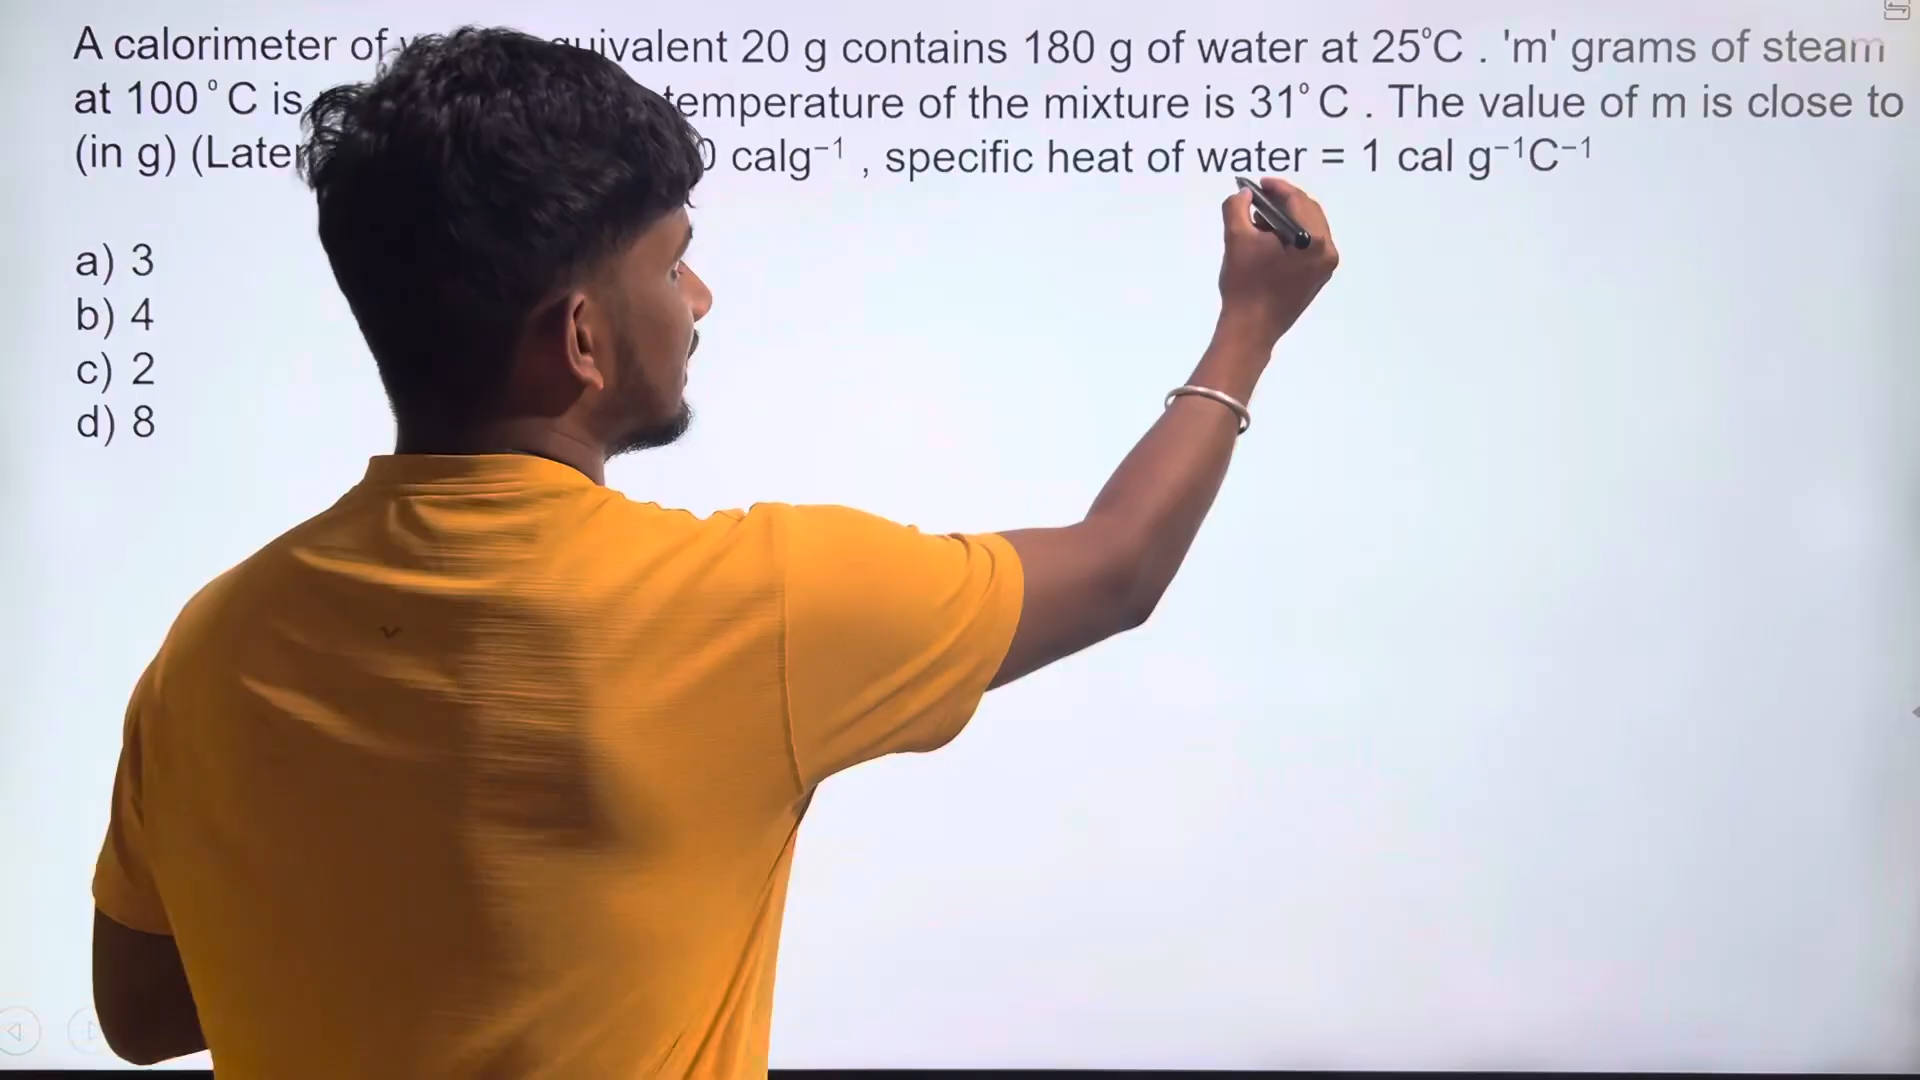 A calorimeter of equivalent 20 g contains 180 g of water at 25°C . 'm' grams of steam
at 100°C is temperature of the mixture is 31°C . The value of m is close to
(in g) calg⁻¹ , specific heat of water = 1 cal g⁻¹C⁻¹
a) 3
b) 4
c) 2
d) 8